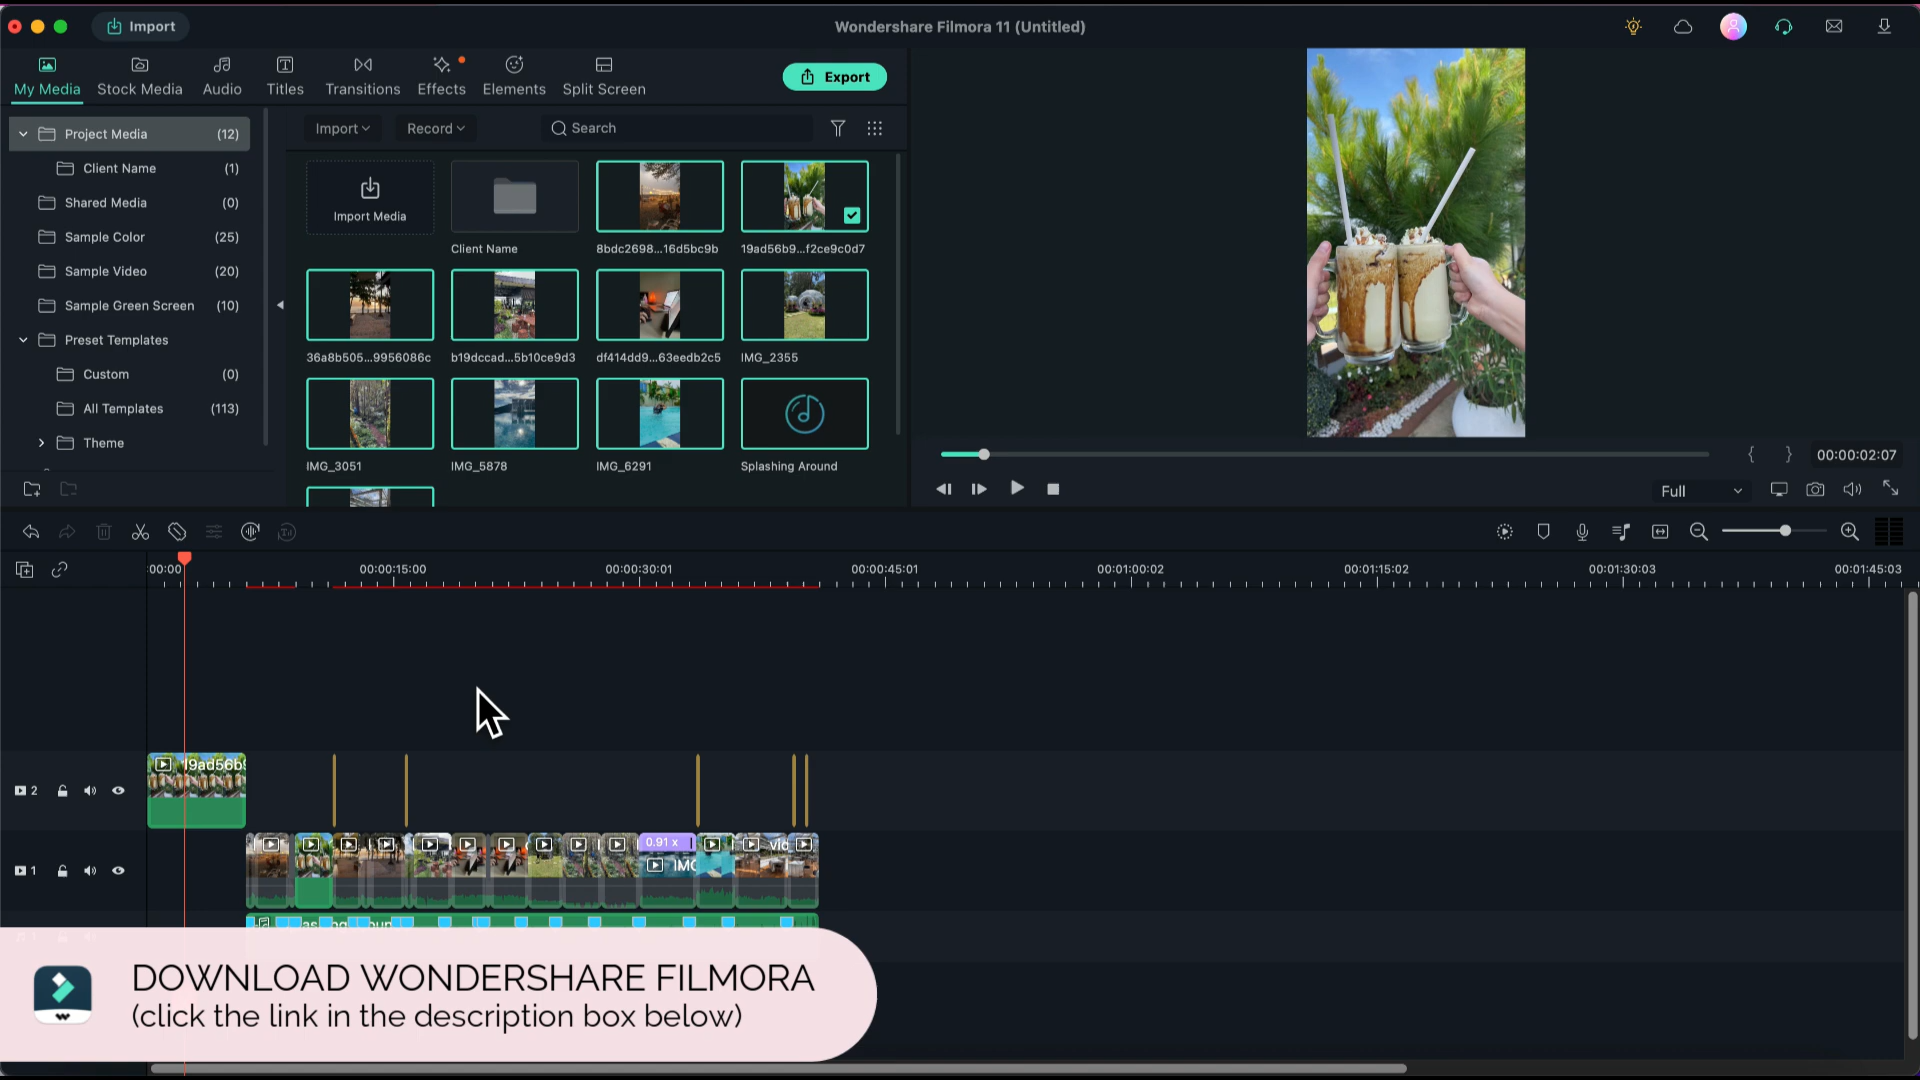 Import
Wondershare Filmora 11 (Untitled)
My Media
Stock Media
Audio
Titles
Transitions
Effects
Elements
Split Screen
Export
Project Media (12)
Client Name (1)
Shared Media (0)
Sample Color (25)
Sample Video (20)
Sample Green Screen (10)
Preset Templates
Custom (0)
All Templates (113)
Theme
Import
Record
Search
Import Media
Client Name
8bdc2698...16d5bc9b
19ad56b9...f2ce9c0d7
36a8b505...9956086c
b19dccad...5b10ce9d3
df414dd9...63eedb2c5
IMG_2355
IMG_3051
IMG_5878
IMG_6291
Splashing Around
{ }
00:00:02:07
Full
:00:00
00:00:15:00
00:00:30:01
00:00:45:01
00:01:00:02
00:01:15:02
00:01:30:03
00:01:45:03
2
19ad56b9
1
0.91 x
IMG
vid
DOWNLOAD WONDERSHARE FILMORA
(click the link in the description box below)